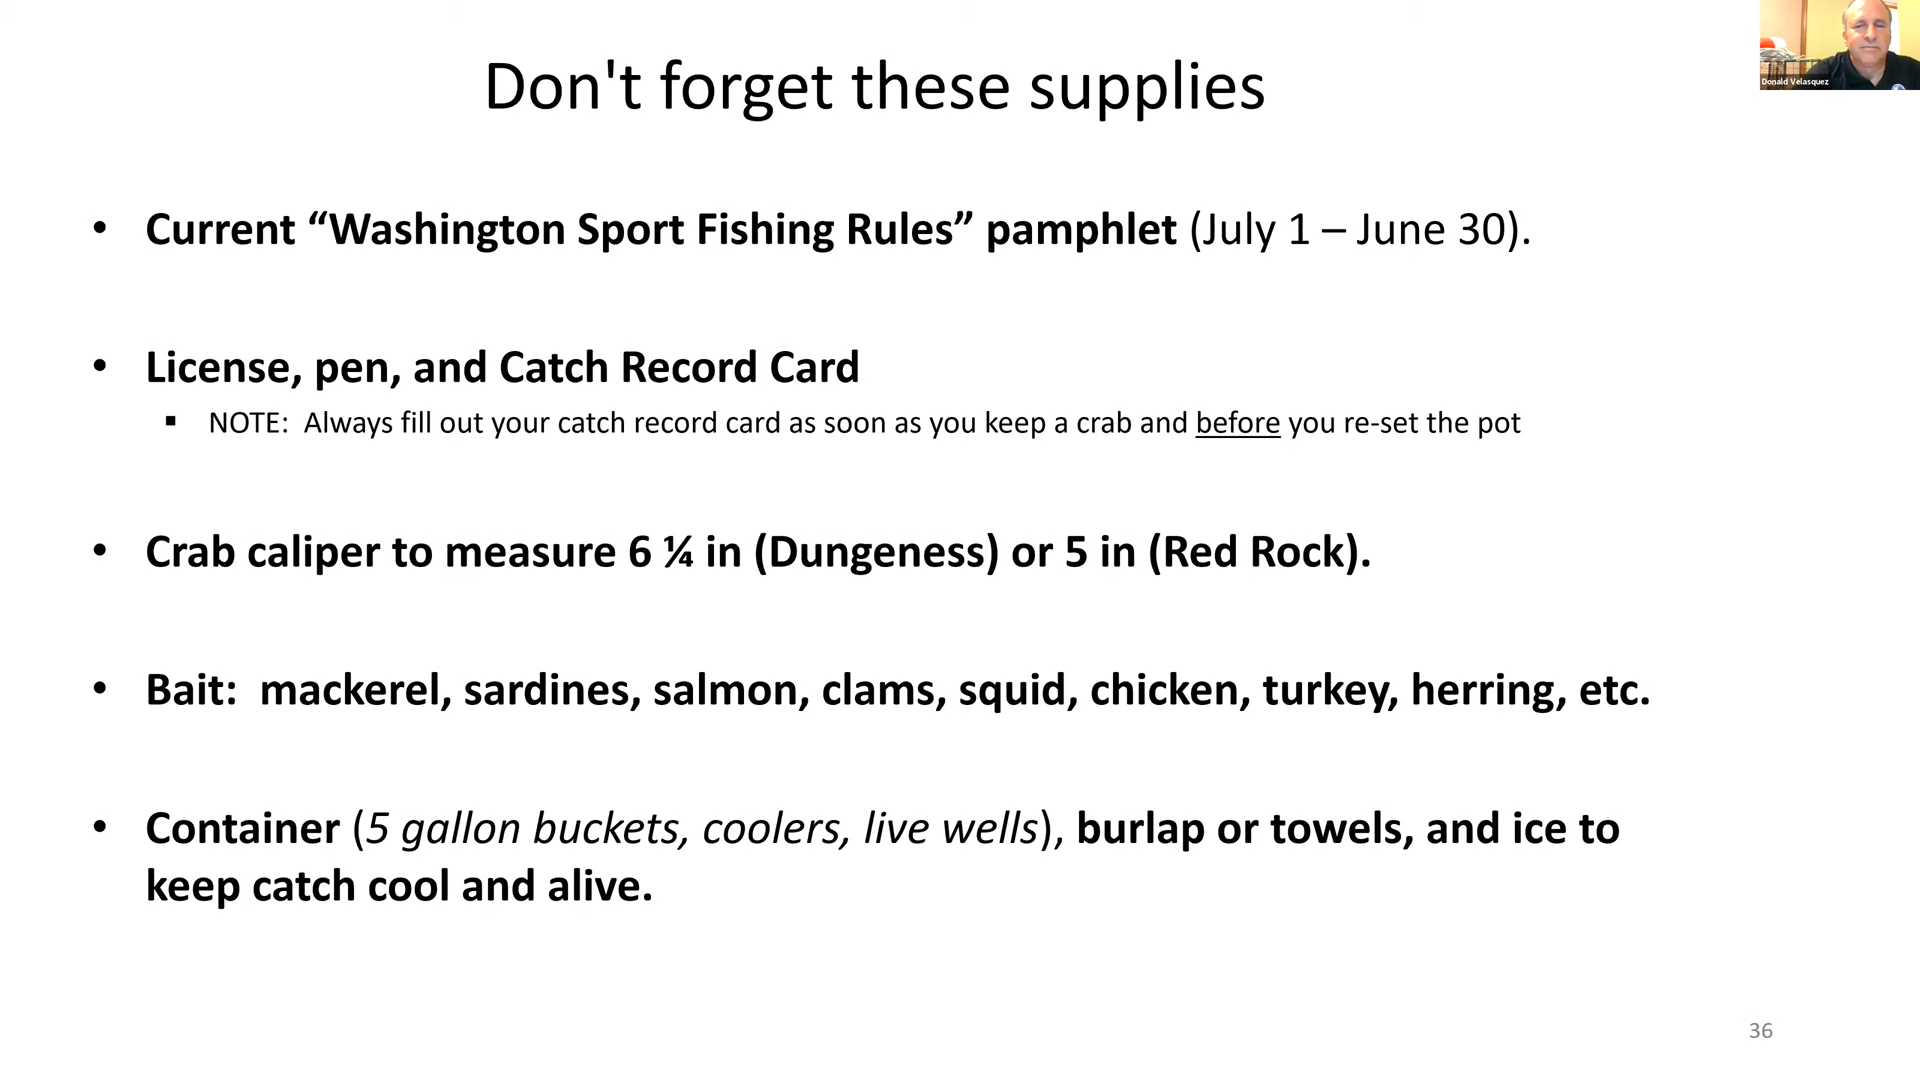 Don't forget these supplies
Donald Velasquez
• Current “Washington Sport Fishing Rules” pamphlet (July 1 – June 30).
• License, pen, and Catch Record Card
▪ NOTE:  Always fill out your catch record card as soon as you keep a crab and before you re-set the pot
• Crab caliper to measure 6 ¼ in (Dungeness) or 5 in (Red Rock).
• Bait:  mackerel, sardines, salmon, clams, squid, chicken, turkey, herring, etc.
• Container (5 gallon buckets, coolers, live wells), burlap or towels, and ice to
keep catch cool and alive.
36